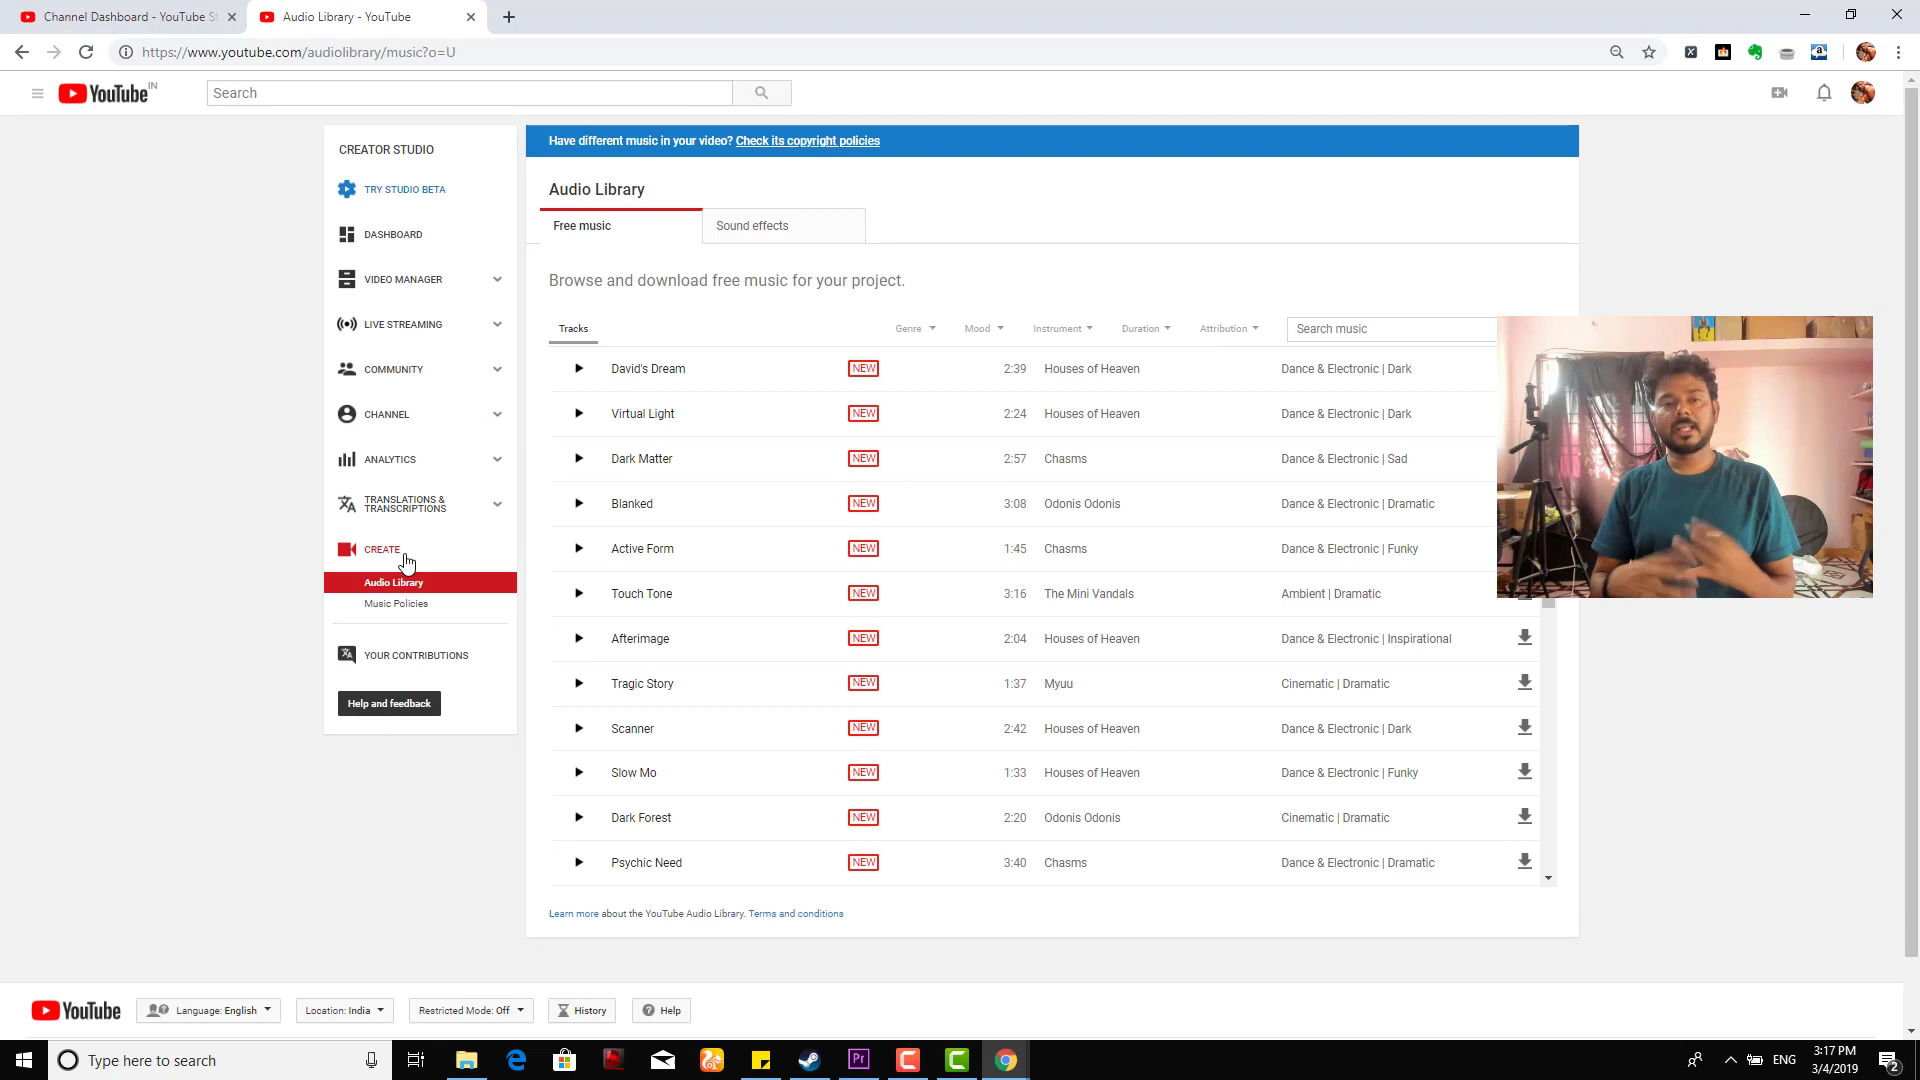 Channel Dashboard - YouTube St
Audio Library - YouTube
https://www.youtube.com/audiolibrary/music?o=U
YouTube IN
Search
CREATOR STUDIO
TRY STUDIO BETA
DASHBOARD
VIDEO MANAGER
LIVE STREAMING
COMMUNITY
CHANNEL
ANALYTICS
TRANSLATIONS &
TRANSCRIPTIONS
CREATE
Audio Library
Music Policies
YOUR CONTRIBUTIONS
Help and feedback
Have different music in your video? Check its copyright policies
Audio Library
Free music
Sound effects
Browse and download free music for your project.
Tracks Genre Mood Instrument Duration Attribution Search music
David's Dream NEW 2:39 Houses of Heaven Dance & Electronic | Dark
Virtual Light NEW 2:24 Houses of Heaven Dance & Electronic | Dark
Dark Matter NEW 2:57 Chasms Dance & Electronic | Sad
Blanked NEW 3:08 Odonis Odonis Dance & Electronic | Dramatic
Active Form NEW 1:45 Chasms Dance & Electronic | Funky
Touch Tone NEW 3:16 The Mini Vandals Ambient | Dramatic
Afterimage NEW 2:04 Houses of Heaven Dance & Electronic | Inspirational
Tragic Story NEW 1:37 Myuu Cinematic | Dramatic
Scanner NEW 2:42 Houses of Heaven Dance & Electronic | Dark
Slow Mo NEW 1:33 Houses of Heaven Dance & Electronic | Funky
Dark Forest NEW 2:20 Odonis Odonis Cinematic | Dramatic
Psychic Need NEW 3:40 Chasms Dance & Electronic | Dramatic
Learn more about the YouTube Audio Library. Terms and conditions
YouTube Language: English Location: India Restricted Mode: Off History Help
Type here to search
Pr
ENG
3:17 PM
3/4/2019
2